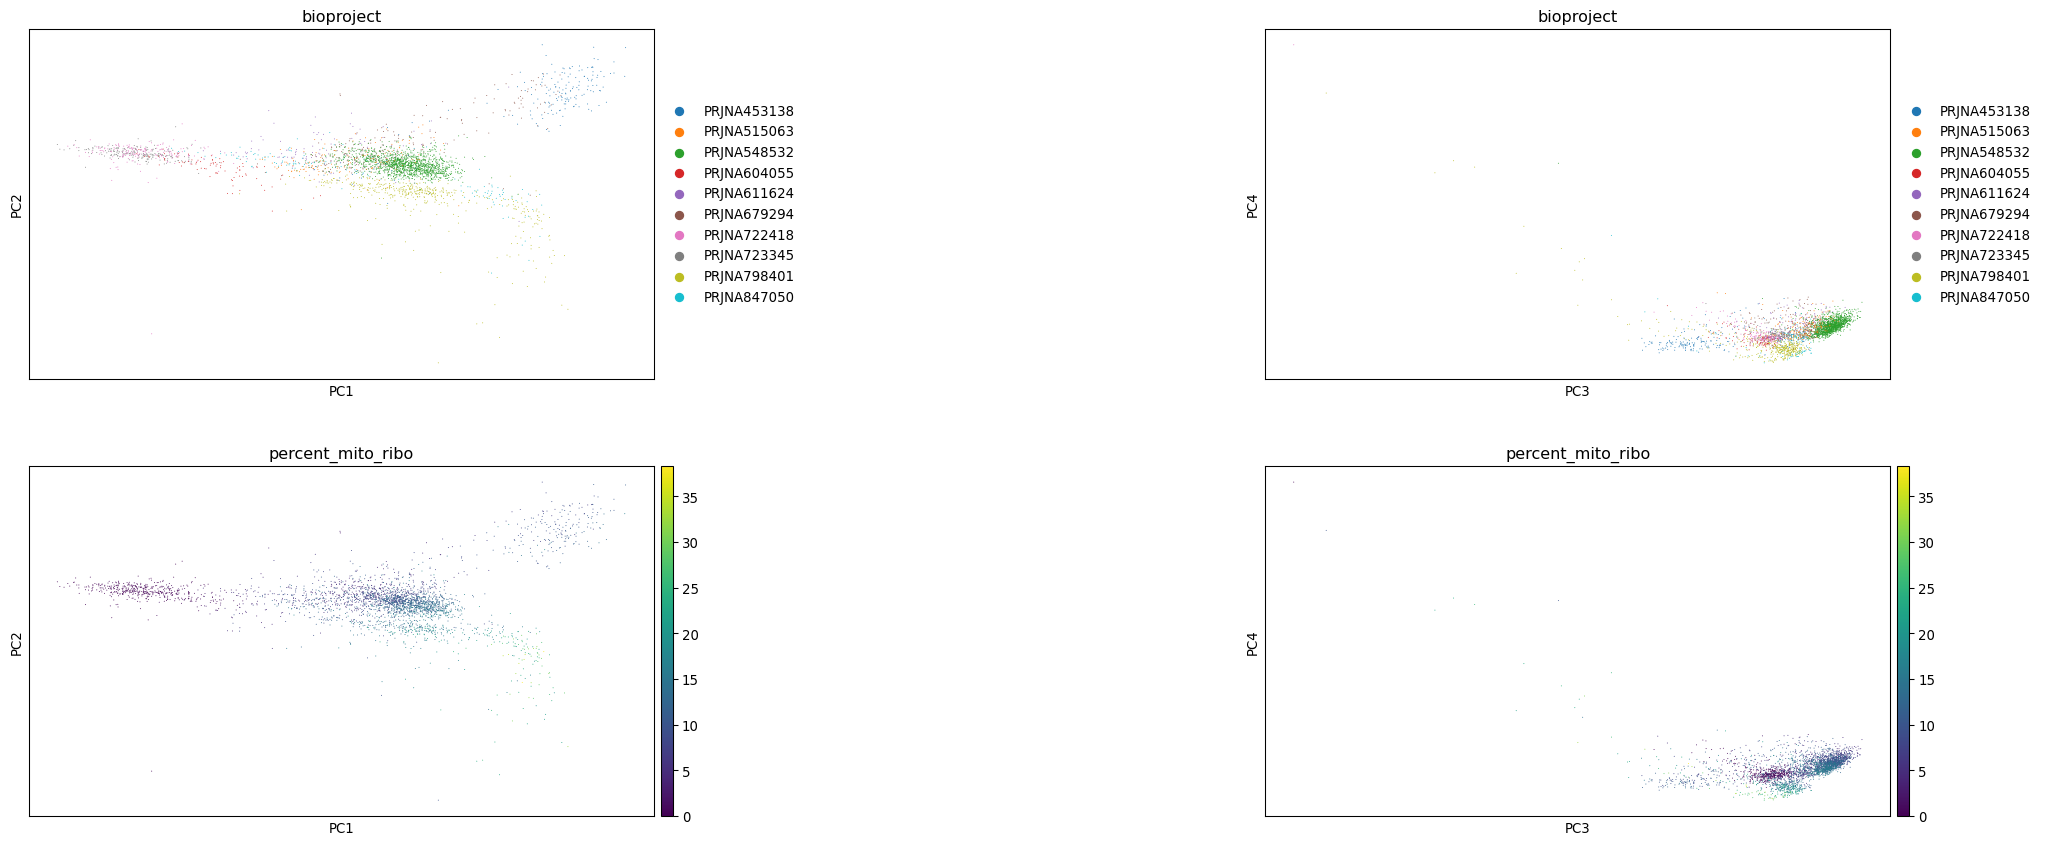 bioproject
PC2
PC1
PRJNA453138
PRJNA515063
PRJNA548532
PRJNA604055
PRJNA611624
PRJNA679294
PRJNA722418
PRJNA723345
PRJNA798401
PRJNA847050
bioproject
PC4
PC3
PRJNA453138
PRJNA515063
PRJNA548532
PRJNA604055
PRJNA611624
PRJNA679294
PRJNA722418
PRJNA723345
PRJNA798401
PRJNA847050
percent_mito_ribo
PC2
PC1
35
30
25
20
15
10
5
0
percent_mito_ribo
PC4
PC3
35
30
25
20
15
10
5
0